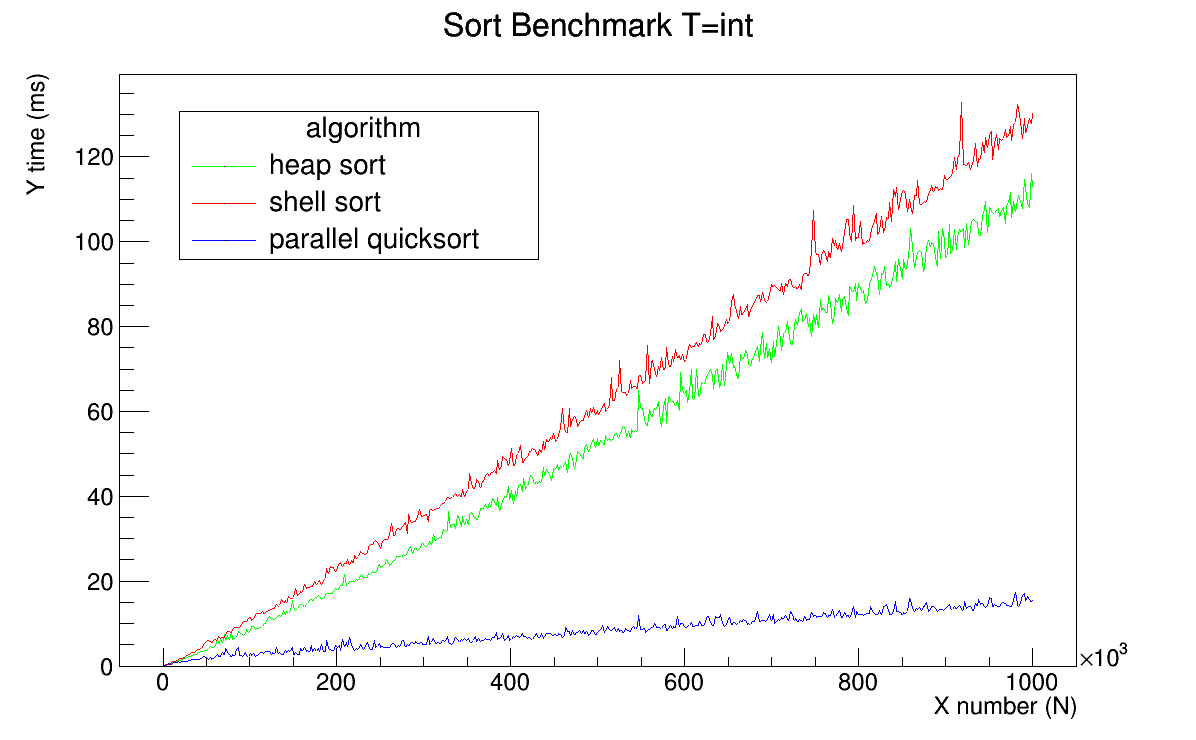 Sort Benchmark T=int
Y time (ms)
algorithm
heap sort
shell sort
parallel quicksort
120
100
80
60
40
20
0
0 200 400 600 800 1000
×10³
X number (N)